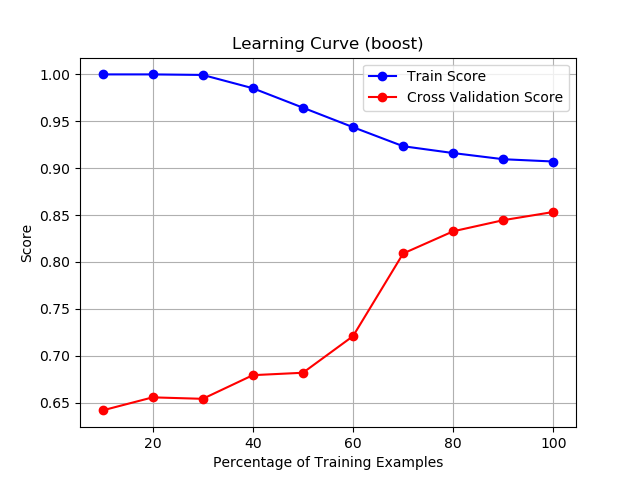 Learning Curve (boost)
Train Score
Cross Validation Score
1.00
0.95
0.90
0.85
0.80
0.75
0.70
0.65
Score
20 40 60 80 100
Percentage of Training Examples